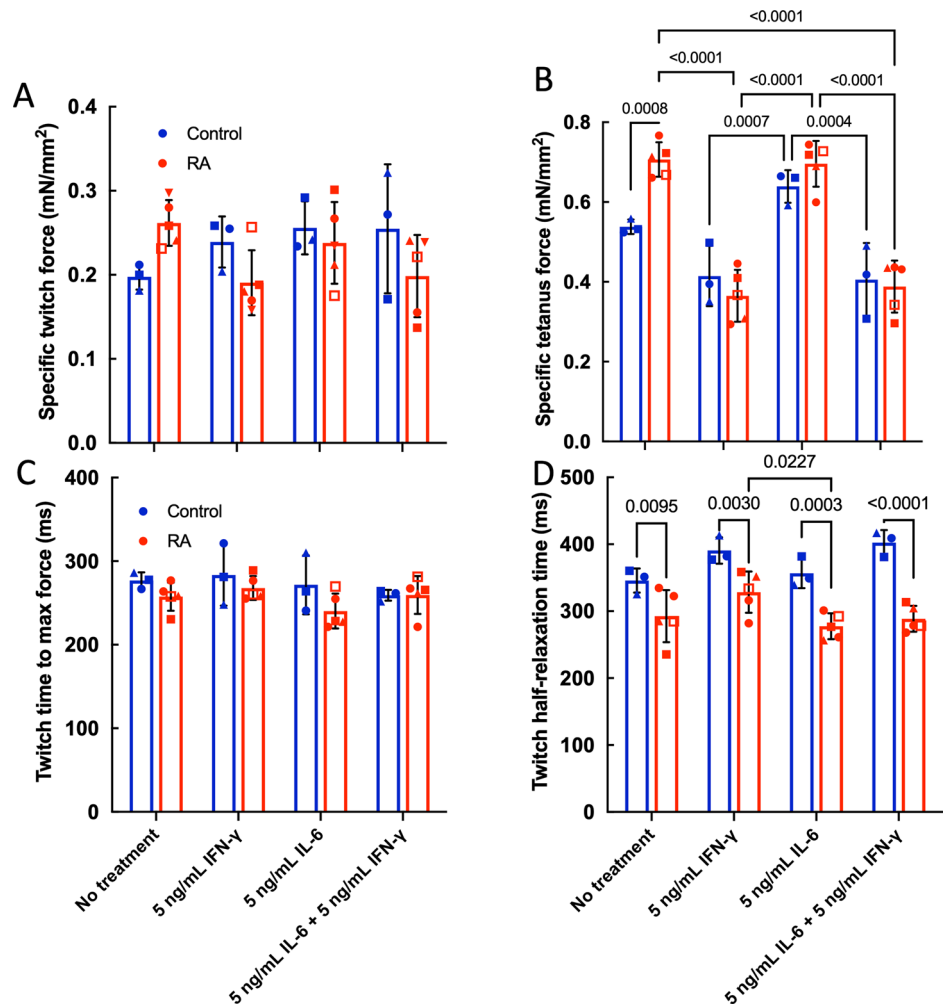 A
Specific twitch force (mN/mm²)
0.4
0.3
0.2
0.1
0.0
Control
RA
B
Specific tetanus force (mN/mm²)
0.8
0.6
0.4
0.2
0.0
<0.0001
<0.0001
<0.0001
<0.0001
0.0008
0.0007
0.0004
C
Twitch time to max force (ms)
400
300
200
100
0
Control
RA
No treatment
5 ng/mL IFN-γ
5 ng/mL IL-6
5 ng/mL IL-6 + 5 ng/mL IFN-γ
D
Twitch half-relaxation time (ms)
500
400
300
200
100
0
0.0227
0.0095
0.0030
0.0003
<0.0001
No treatment
5 ng/mL IFN-γ
5 ng/mL IL-6
5 ng/mL IL-6 + 5 ng/mL IFN-γ